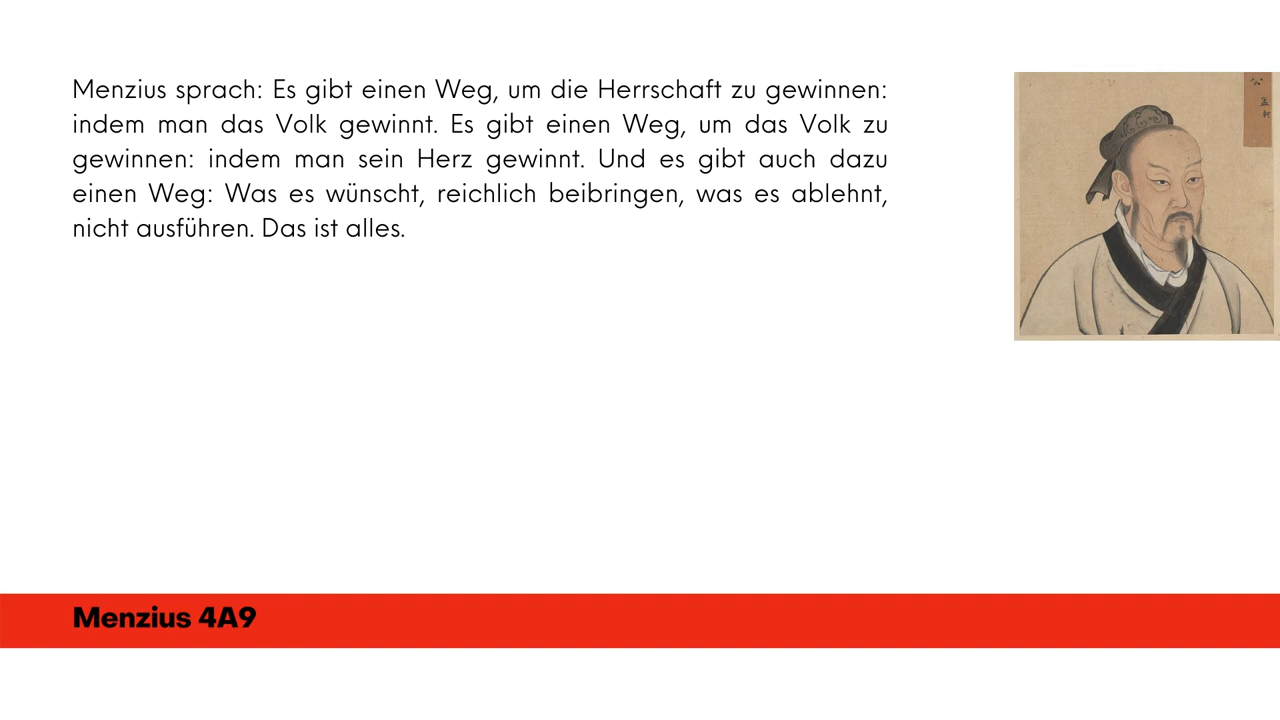 Menzius sprach: Es gibt einen Weg, um die Herrschaft zu gewinnen:
indem man das Volk gewinnt. Es gibt einen Weg, um das Volk zu
gewinnen: indem man sein Herz gewinnt. Und es gibt auch dazu
einen Weg: Was es wünscht, reichlich beibringen, was es ablehnt,
nicht ausführen. Das ist alles.
孟軻
Menzius 4A9